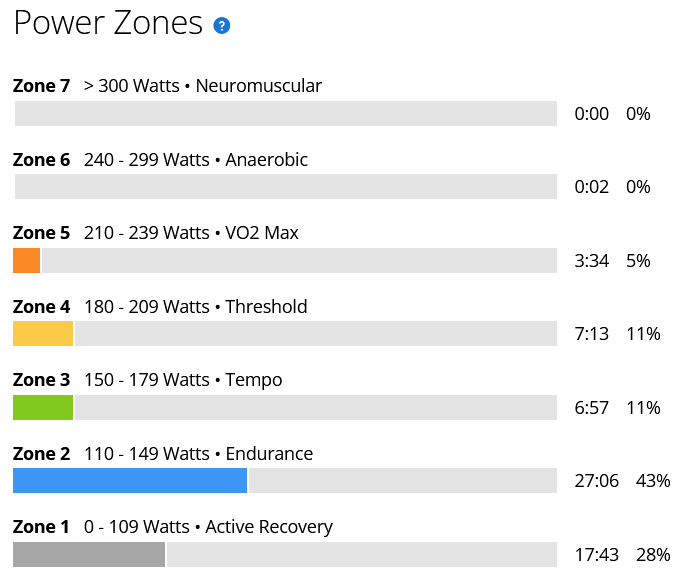 Power Zones ?
Zone 7 > 300 Watts • Neuromuscular
0:00 0%
Zone 6 240 - 299 Watts • Anaerobic
0:02 0%
Zone 5 210 - 239 Watts • VO2 Max
3:34 5%
Zone 4 180 - 209 Watts • Threshold
7:13 11%
Zone 3 150 - 179 Watts • Tempo
6:57 11%
Zone 2 110 - 149 Watts • Endurance
27:06 43%
Zone 1 0 - 109 Watts • Active Recovery
17:43 28%